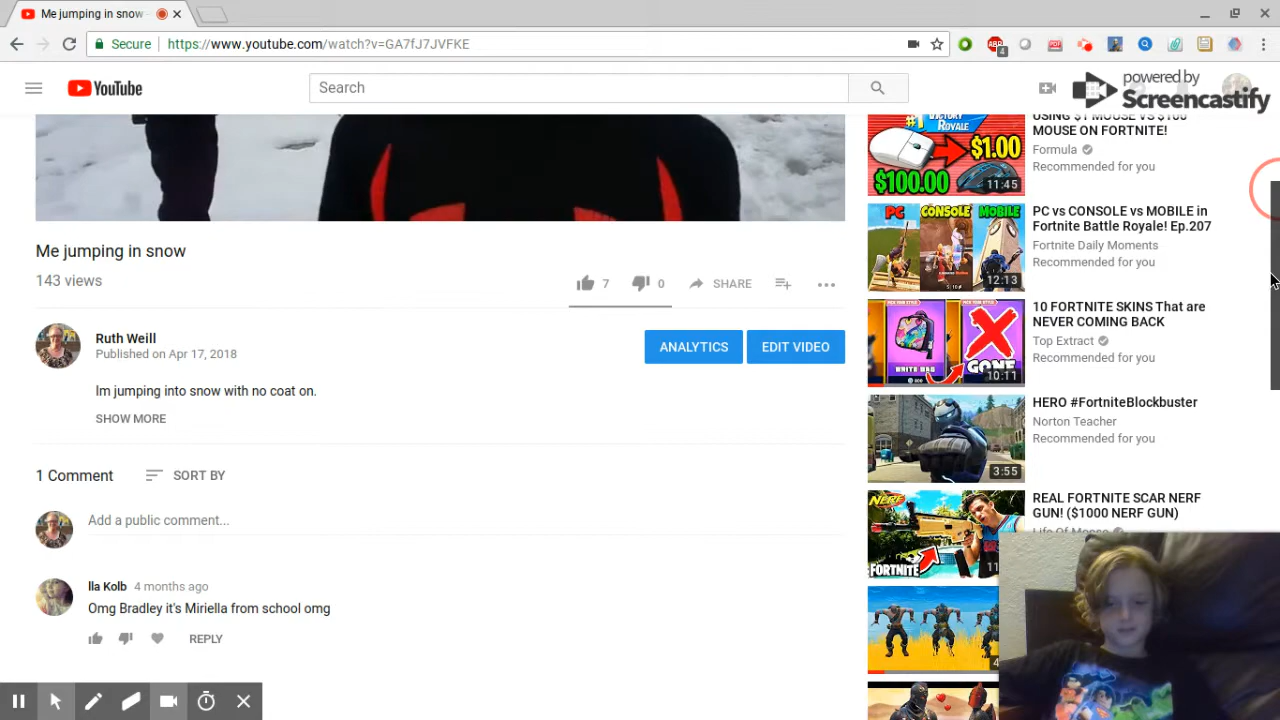 Me jumping in snow
Secure
https://www.youtube.com/watch?v=GA7fJ7JVFKE
ABP
4
PDF
YouTube
Search
powered by
Screencastify
#1 VICTORY
ROYALE
$1.00
$100.00
11:45
USING $1 MOUSE VS $100
MOUSE ON FORTNITE!
Formula
Recommended for you
PC
CONSOLE
MOBILE
12:13
PC vs CONSOLE vs MOBILE in
Fortnite Battle Royale! Ep.207
Fortnite Daily Moments
Recommended for you
GONE
10:11
10 FORTNITE SKINS That are
NEVER COMING BACK
Top Extract
Recommended for you
3:55
HERO #FortniteBlockbuster
Norton Teacher
Recommended for you
NERF
FORTNITE
REAL FORTNITE SCAR NERF
GUN! ($1000 NERF GUN)
Me jumping in snow
143 views
7
0
SHARE
Ruth Weill
Published on Apr 17, 2018
ANALYTICS
EDIT VIDEO
Im jumping into snow with no coat on.
SHOW MORE
1 Comment
SORT BY
Add a public comment...
lla Kolb 4 months ago
Omg Bradley it's Miriella from school omg
REPLY